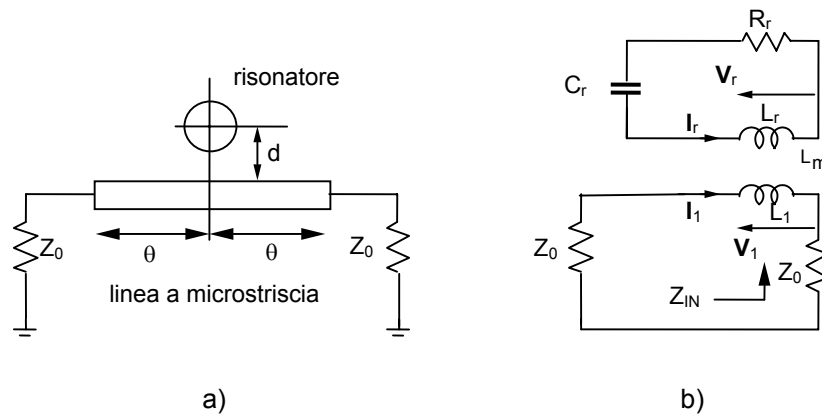 risonatore
d
Z0
θ
θ
Z0
linea a microstriscia
a)
Rr
Cr
Vr
Ir
Lr
Lm
I1
L1
V1
Z0
Z0
ZIN
b)